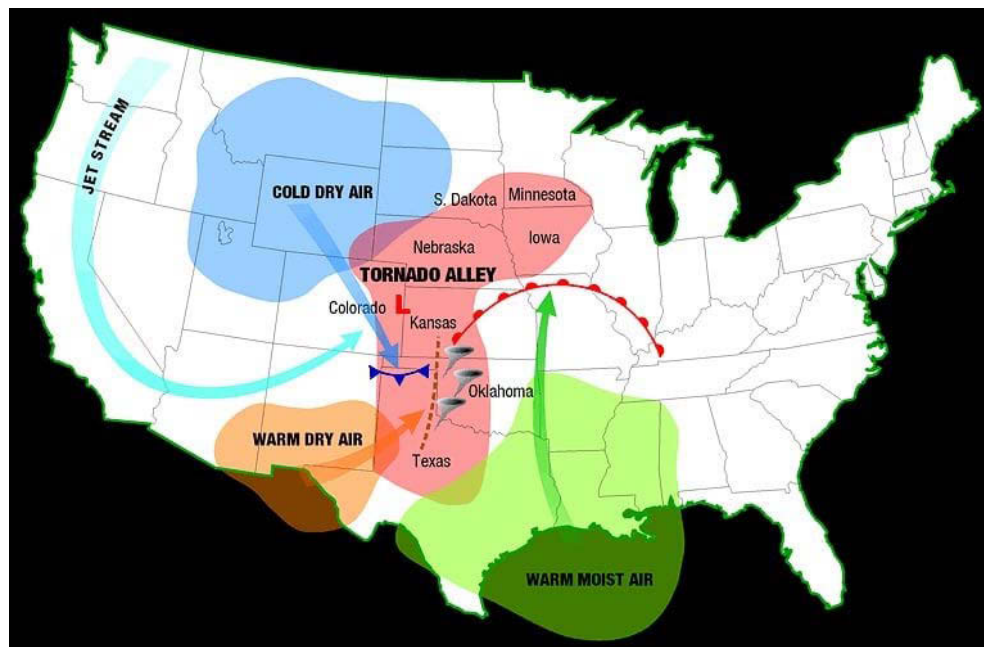 JET STREAM
COLD DRY AIR
S. Dakota
Minnesota
Nebraska
Iowa
TORNADO ALLEY
Colorado
L
Kansas
Oklahoma
WARM DRY AIR
Texas
WARM MOIST AIR